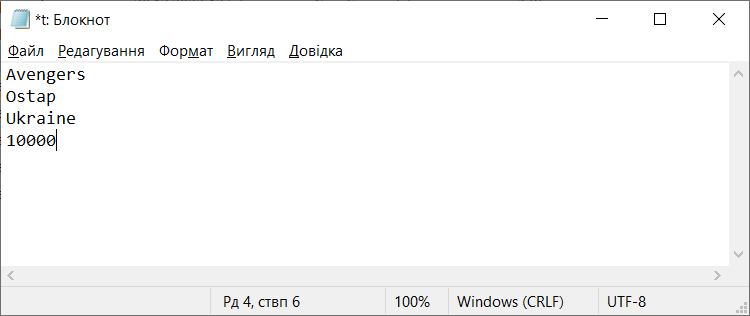 *t: Блокнот
Файл Редагування Формат Вигляд Довідка
Avengers
Ostap
Ukraine
10000
Рд 4, ствп 6 100% Windows (CRLF) UTF-8